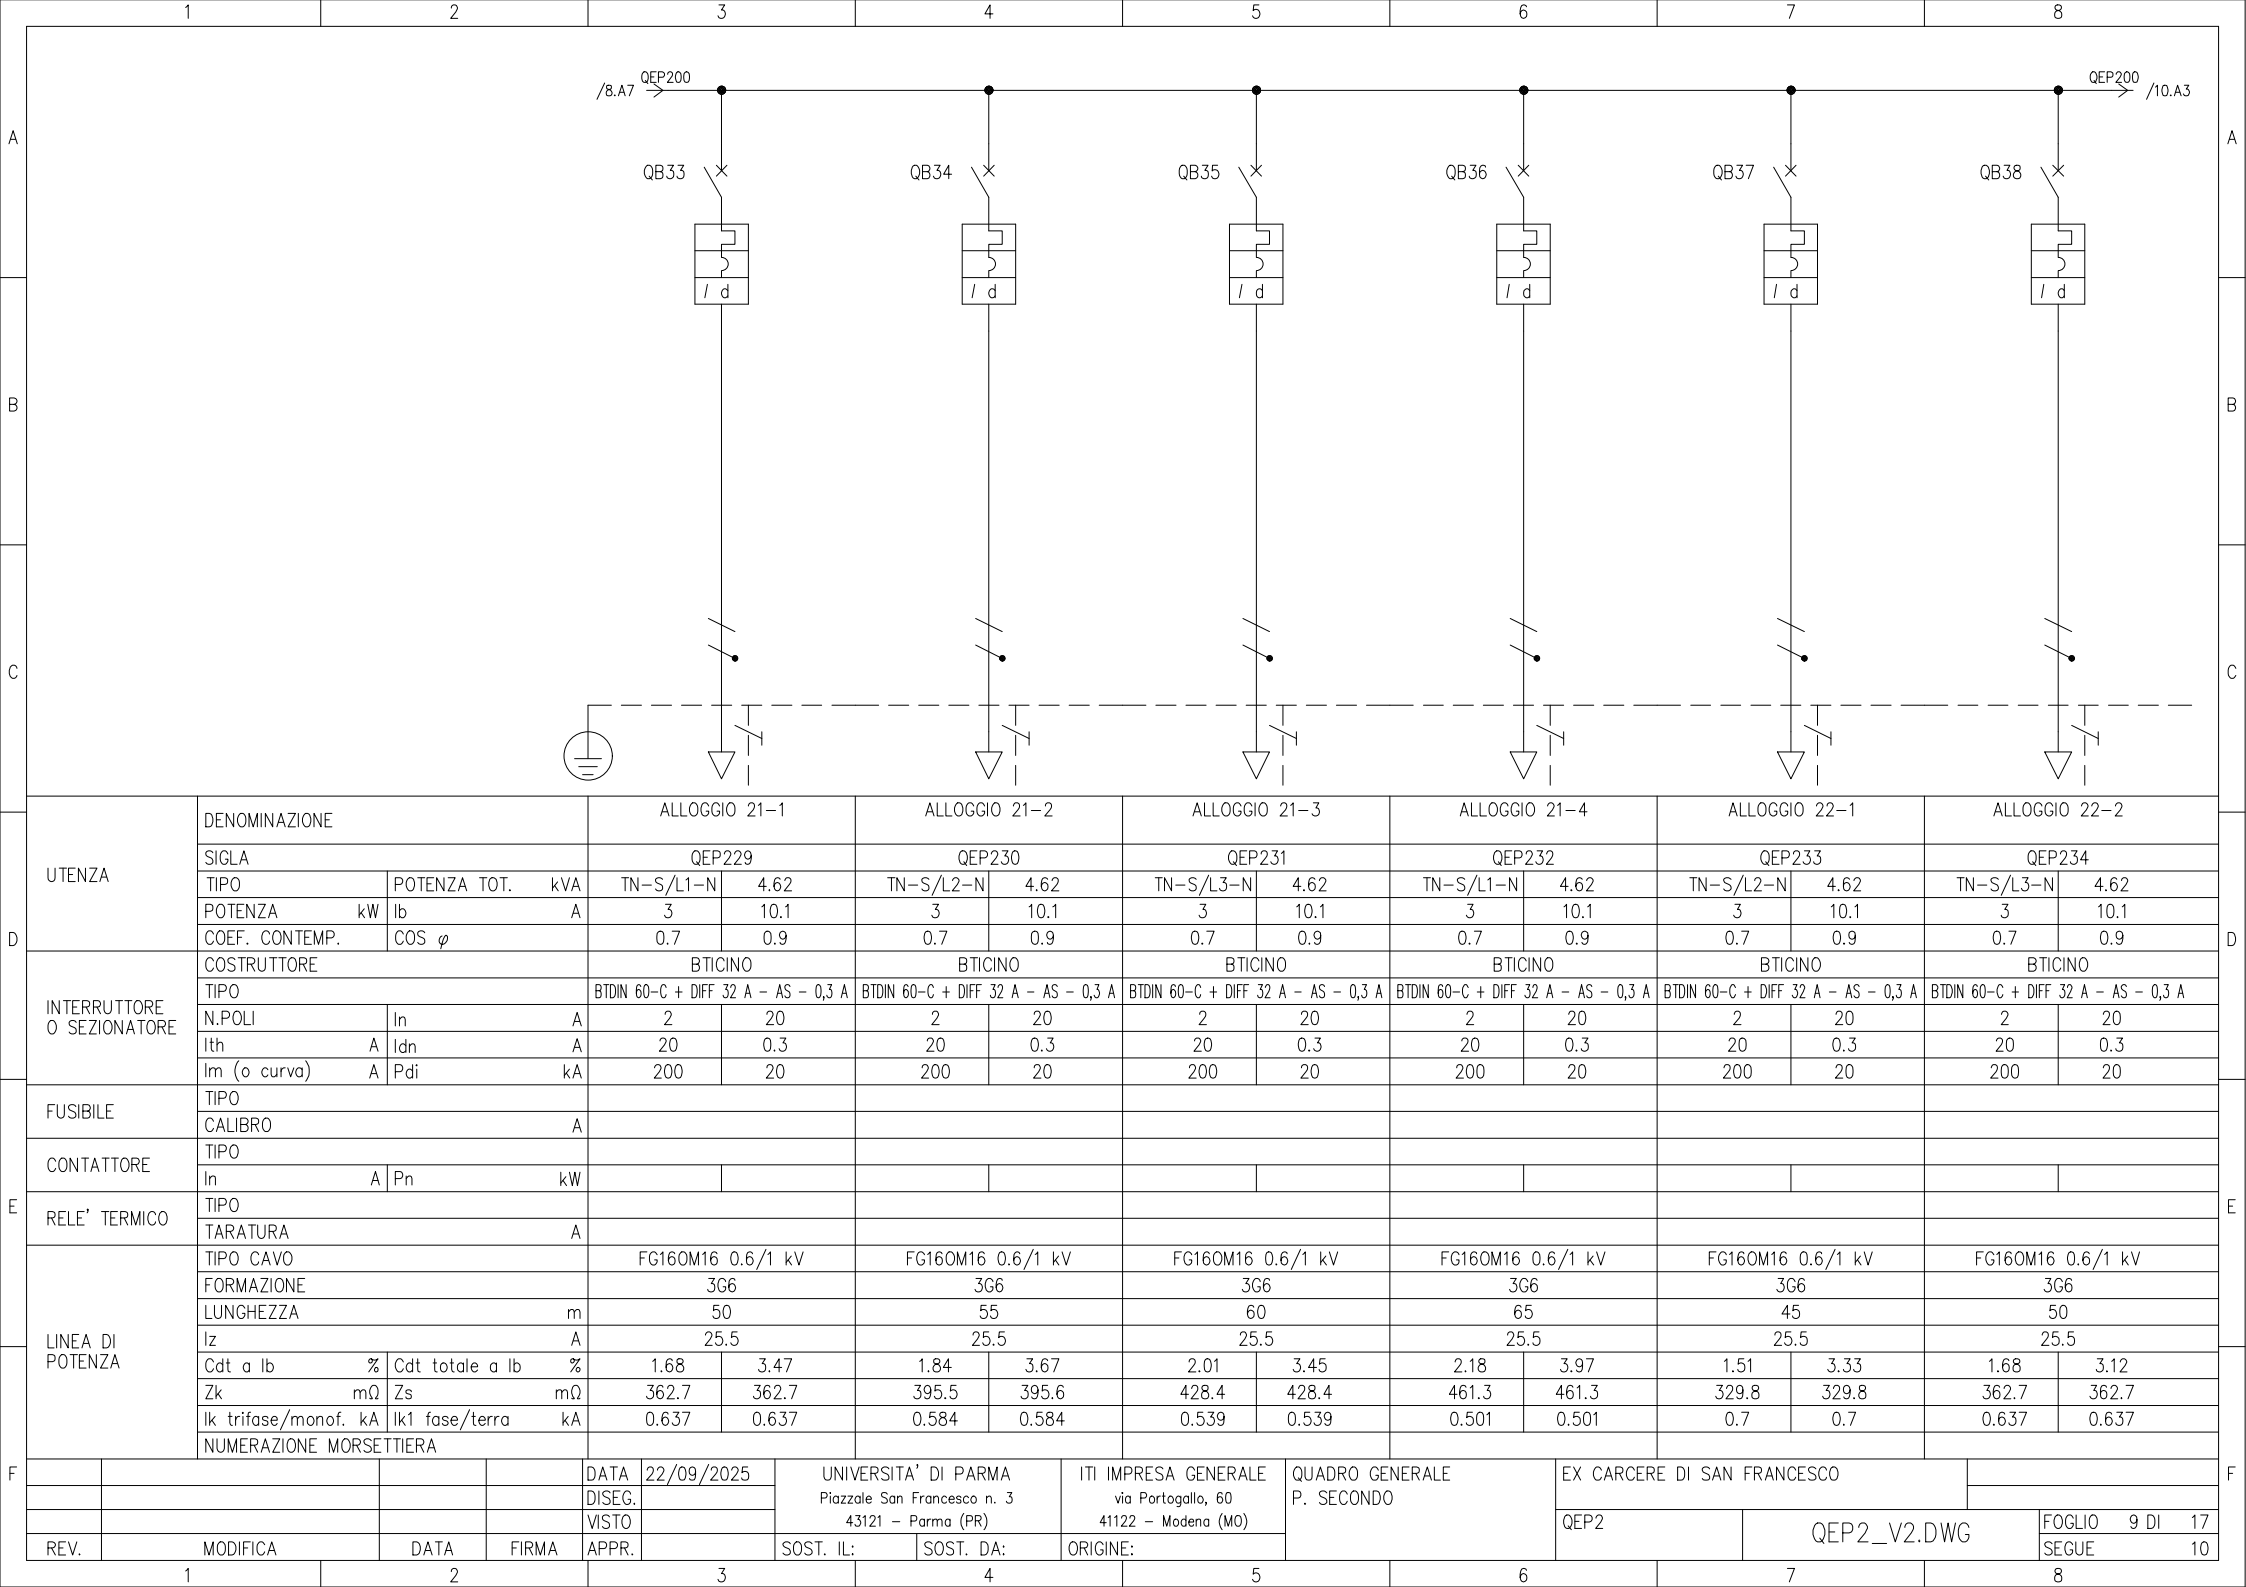 1 2 3 4 5 6 7 8
QEP200 QEP200
/8.A7 /10.A3
A A
QB33 QB34 QB35 QB36 QB37 QB38
I d I d I d I d I d I d
B B
C C
UTENZA
DENOMINAZIONE ALLOGGIO 21-1 ALLOGGIO 21-2 ALLOGGIO 21-3 ALLOGGIO 21-4 ALLOGGIO 22-1 ALLOGGIO 22-2
SIGLA QEP229 QEP230 QEP231 QEP232 QEP233 QEP234
TIPO POTENZA TOT. kVA TN-S/L1-N 4.62 TN-S/L2-N 4.62 TN-S/L3-N 4.62 TN-S/L1-N 4.62 TN-S/L2-N 4.62 TN-S/L3-N 4.62
POTENZA kW Ib A 3 10.1 3 10.1 3 10.1 3 10.1 3 10.1 3 10.1
D COEF. CONTEMP. COS φ 0.7 0.9 0.7 0.9 0.7 0.9 0.7 0.9 0.7 0.9 0.7 0.9 D
INTERRUTTORE
O SEZIONATORE
COSTRUTTORE BTICINO BTICINO BTICINO BTICINO BTICINO BTICINO
TIPO BTDIN 60-C + DIFF 32 A - AS - 0,3 A BTDIN 60-C + DIFF 32 A - AS - 0,3 A BTDIN 60-C + DIFF 32 A - AS - 0,3 A BTDIN 60-C + DIFF 32 A - AS - 0,3 A BTDIN 60-C + DIFF 32 A - AS - 0,3 A BTDIN 60-C + DIFF 32 A - AS - 0,3 A
N.POLI In A 2 20 2 20 2 20 2 20 2 20 2 20
Ith A Idn A 20 0.3 20 0.3 20 0.3 20 0.3 20 0.3 20 0.3
Im (o curva) A Pdi kA 200 20 200 20 200 20 200 20 200 20 200 20
FUSIBILE
TIPO
CALIBRO A
CONTATTORE
TIPO
In A Pn kW
E E
RELE' TERMICO
TIPO
TARATURA A
LINEA DI
POTENZA
TIPO CAVO FG16OM16 0.6/1 kV FG16OM16 0.6/1 kV FG16OM16 0.6/1 kV FG16OM16 0.6/1 kV FG16OM16 0.6/1 kV FG16OM16 0.6/1 kV
FORMAZIONE 3G6 3G6 3G6 3G6 3G6 3G6
LUNGHEZZA m 50 55 60 65 45 50
Iz A 25.5 25.5 25.5 25.5 25.5 25.5
Cdt a Ib % Cdt totale a Ib % 1.68 3.47 1.84 3.67 2.01 3.45 2.18 3.97 1.51 3.33 1.68 3.12
Zk mΩ Zs mΩ 362.7 362.7 395.5 395.6 428.4 428.4 461.3 461.3 329.8 329.8 362.7 362.7
Ik trifase/monof. kA Ik1 fase/terra kA 0.637 0.637 0.584 0.584 0.539 0.539 0.501 0.501 0.7 0.7 0.637 0.637
NUMERAZIONE MORSETTIERA
F F
DATA 22/09/2025 UNIVERSITA' DI PARMA ITI IMPRESA GENERALE QUADRO GENERALE EX CARCERE DI SAN FRANCESCO
DISEG. Piazzale San Francesco n. 3 via Portogallo, 60 P. SECONDO
VISTO 43121 - Parma (PR) 41122 - Modena (MO) QEP2 QEP2_V2.DWG FOGLIO 9 DI 17
REV. MODIFICA DATA FIRMA APPR. SOST. IL: SOST. DA: ORIGINE: SEGUE 10
1 2 3 4 5 6 7 8